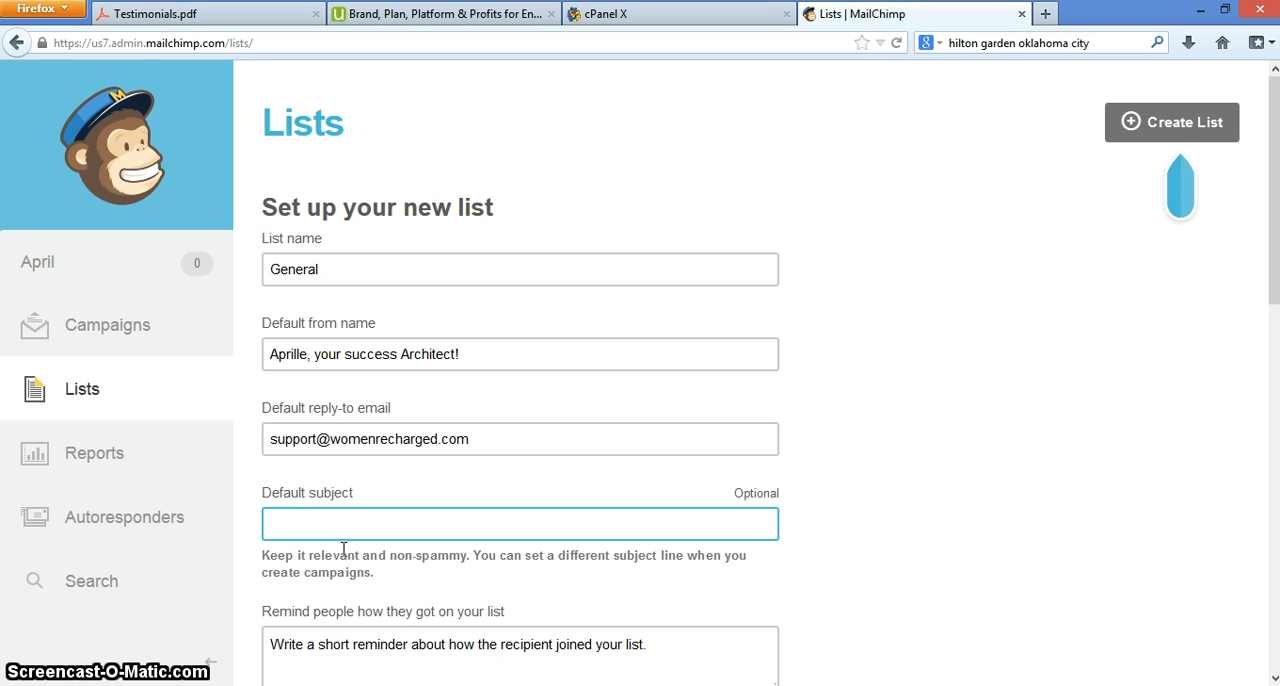 Firefox
Testimonials.pdf
Brand, Plan, Platform & Profits for En...
cPanel X
Lists | MailChimp
https://us7.admin.mailchimp.com/lists/
hilton garden oklahoma city
Lists
Create List
Set up your new list
List name
General
April
0
Default from name
Campaigns
Aprille, your success Architect!
Lists
Default reply-to email
support@womenrecharged.com
Reports
Default subject
Optional
Autoresponders
Keep it relevant and non-spammy. You can set a different subject line when you
create campaigns.
Search
Remind people how they got on your list
Write a short reminder about how the recipient joined your list.
Screencast-O-Matic.com